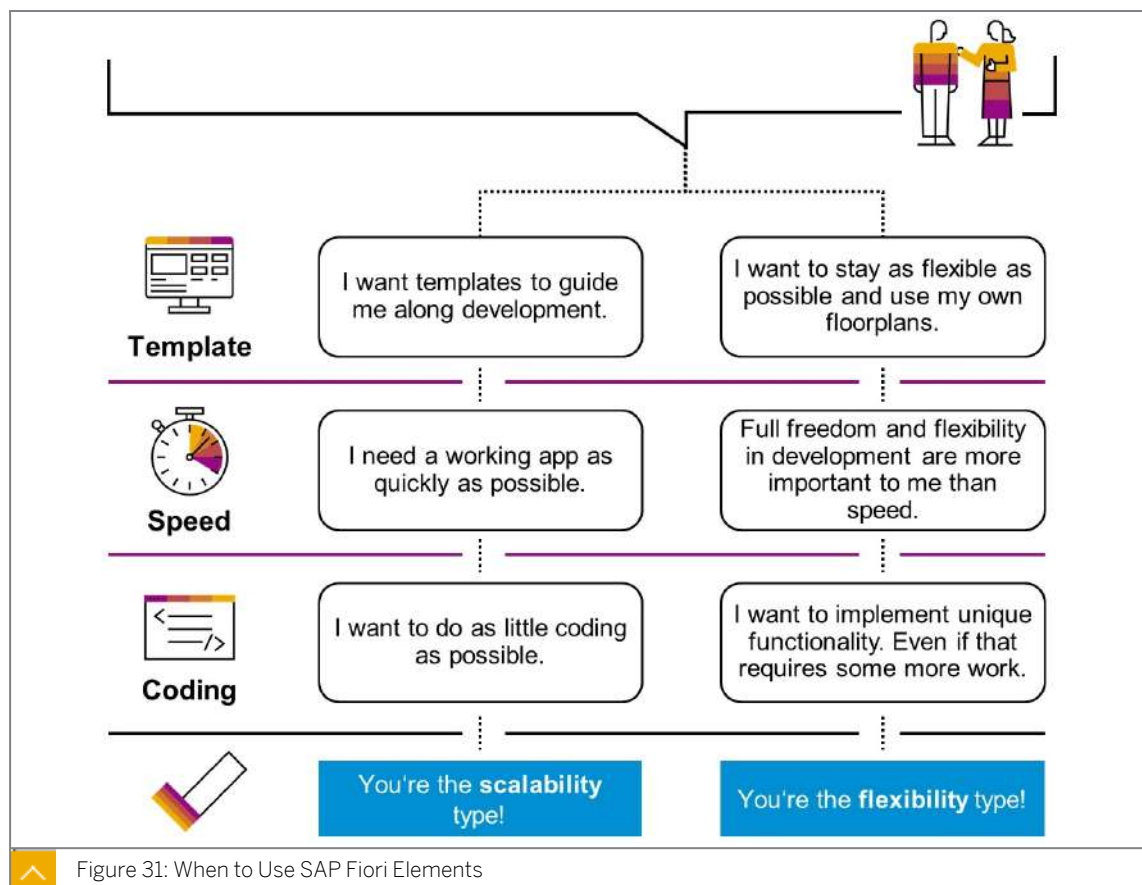 I want templates to guide
me along development.
I want to stay as flexible as
possible and use my own
floorplans.
Template
I need a working app as
quickly as possible.
Full freedom and flexibility
in development are more
important to me than
speed.
Speed
I want to do as little coding
as possible.
I want to implement unique
functionality. Even if that
requires some more work.
Coding
You're the scalability
type!
You're the flexibility type!
Figure 31: When to Use SAP Fiori Elements